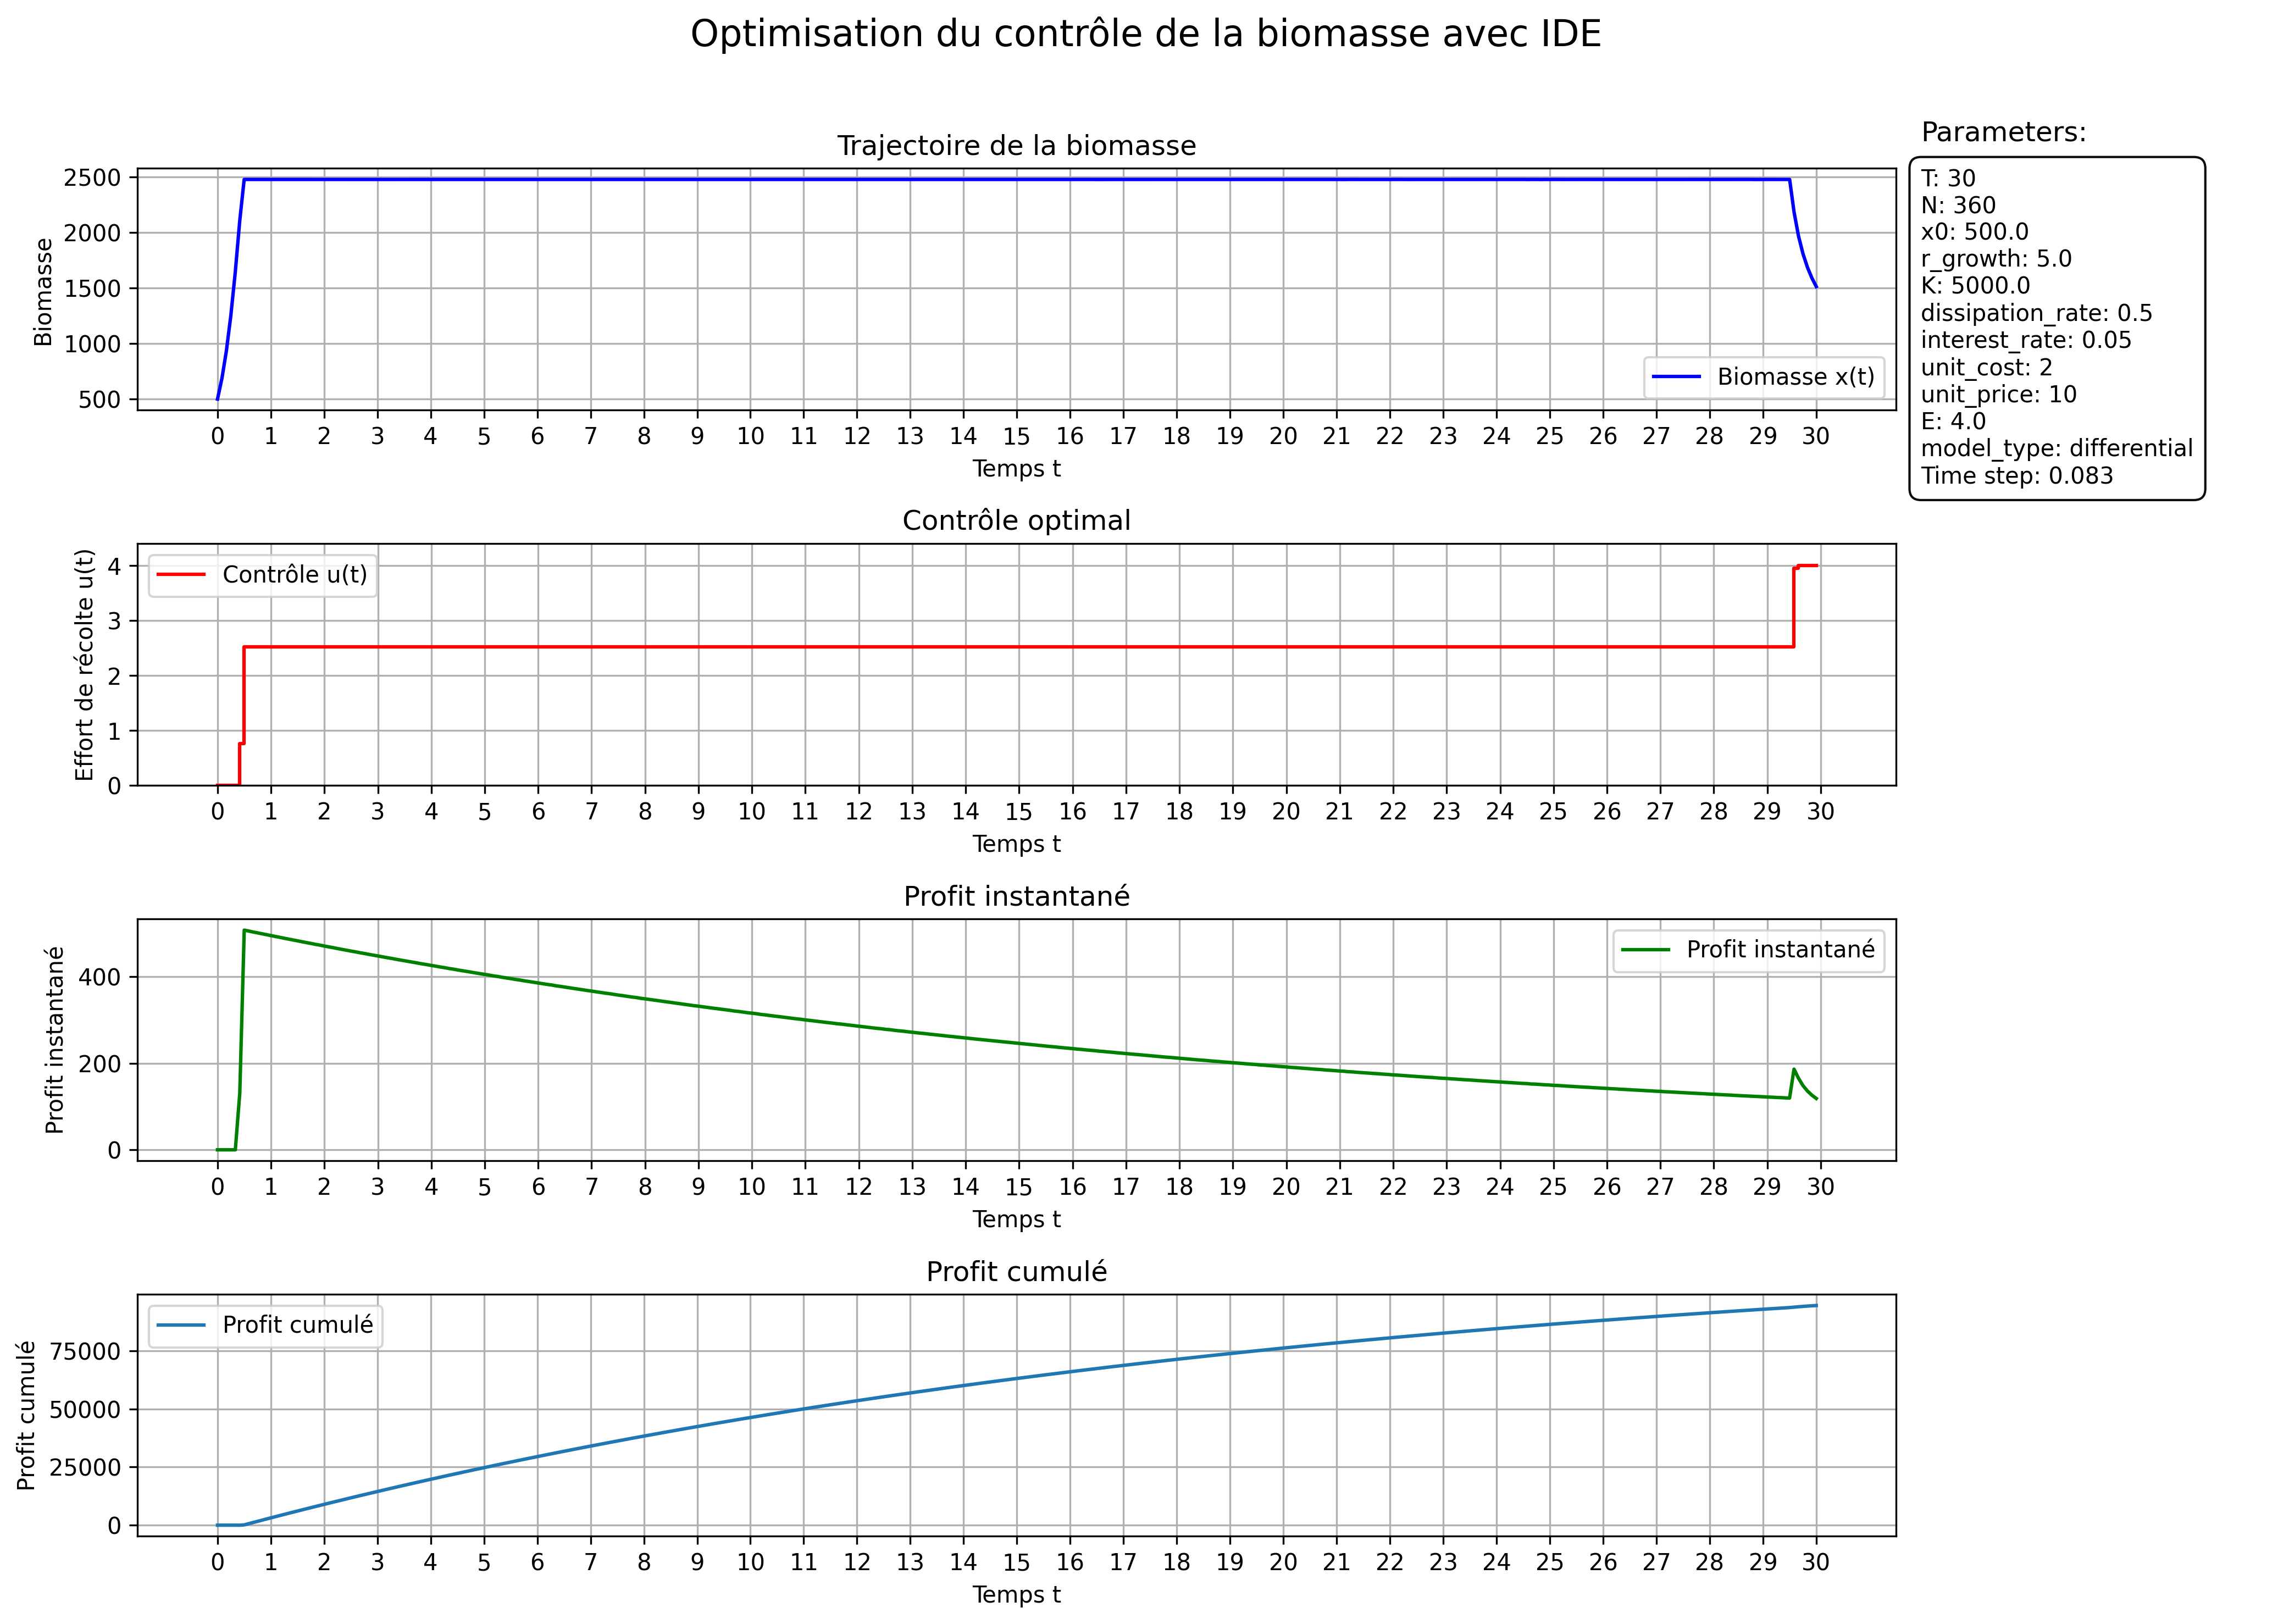 Optimisation du contrôle de la biomasse avec IDE
Trajectoire de la biomasse
Biomasse
2500
2000
1500
1000
500
Biomasse x(t)
0 1 2 3 4 5 6 7 8 9 10 11 12 13 14 15 16 17 18 19 20 21 22 23 24 25 26 27 28 29 30
Temps t
Parameters:
T: 30
N: 360
x0: 500.0
r_growth: 5.0
K: 5000.0
dissipation_rate: 0.5
interest_rate: 0.05
unit_cost: 2
unit_price: 10
E: 4.0
model_type: differential
Time step: 0.083
Contrôle optimal
Effort de récolte u(t)
4
3
2
1
0
Contrôle u(t)
0 1 2 3 4 5 6 7 8 9 10 11 12 13 14 15 16 17 18 19 20 21 22 23 24 25 26 27 28 29 30
Temps t
Profit instantané
Profit instantané
400
200
0
Profit instantané
0 1 2 3 4 5 6 7 8 9 10 11 12 13 14 15 16 17 18 19 20 21 22 23 24 25 26 27 28 29 30
Temps t
Profit cumulé
Profit cumulé
75000
50000
25000
0
Profit cumulé
0 1 2 3 4 5 6 7 8 9 10 11 12 13 14 15 16 17 18 19 20 21 22 23 24 25 26 27 28 29 30
Temps t